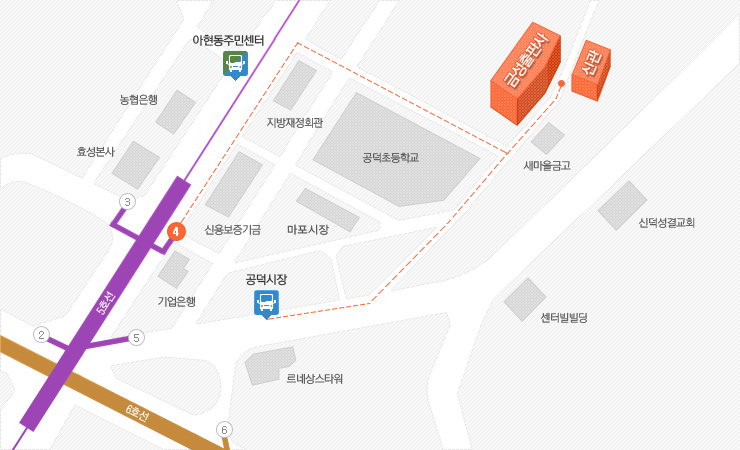 아현동주민센터
금성출판사
신관
농협은행
지방재정회관
효성본사
공덕초등학교
새마을금고
3
4
신용보증기금
마포시장
신덕성결교회
5호선
기업은행
공덕시장
센터빌빌딩
2
5
르네상스타워
6호선
6